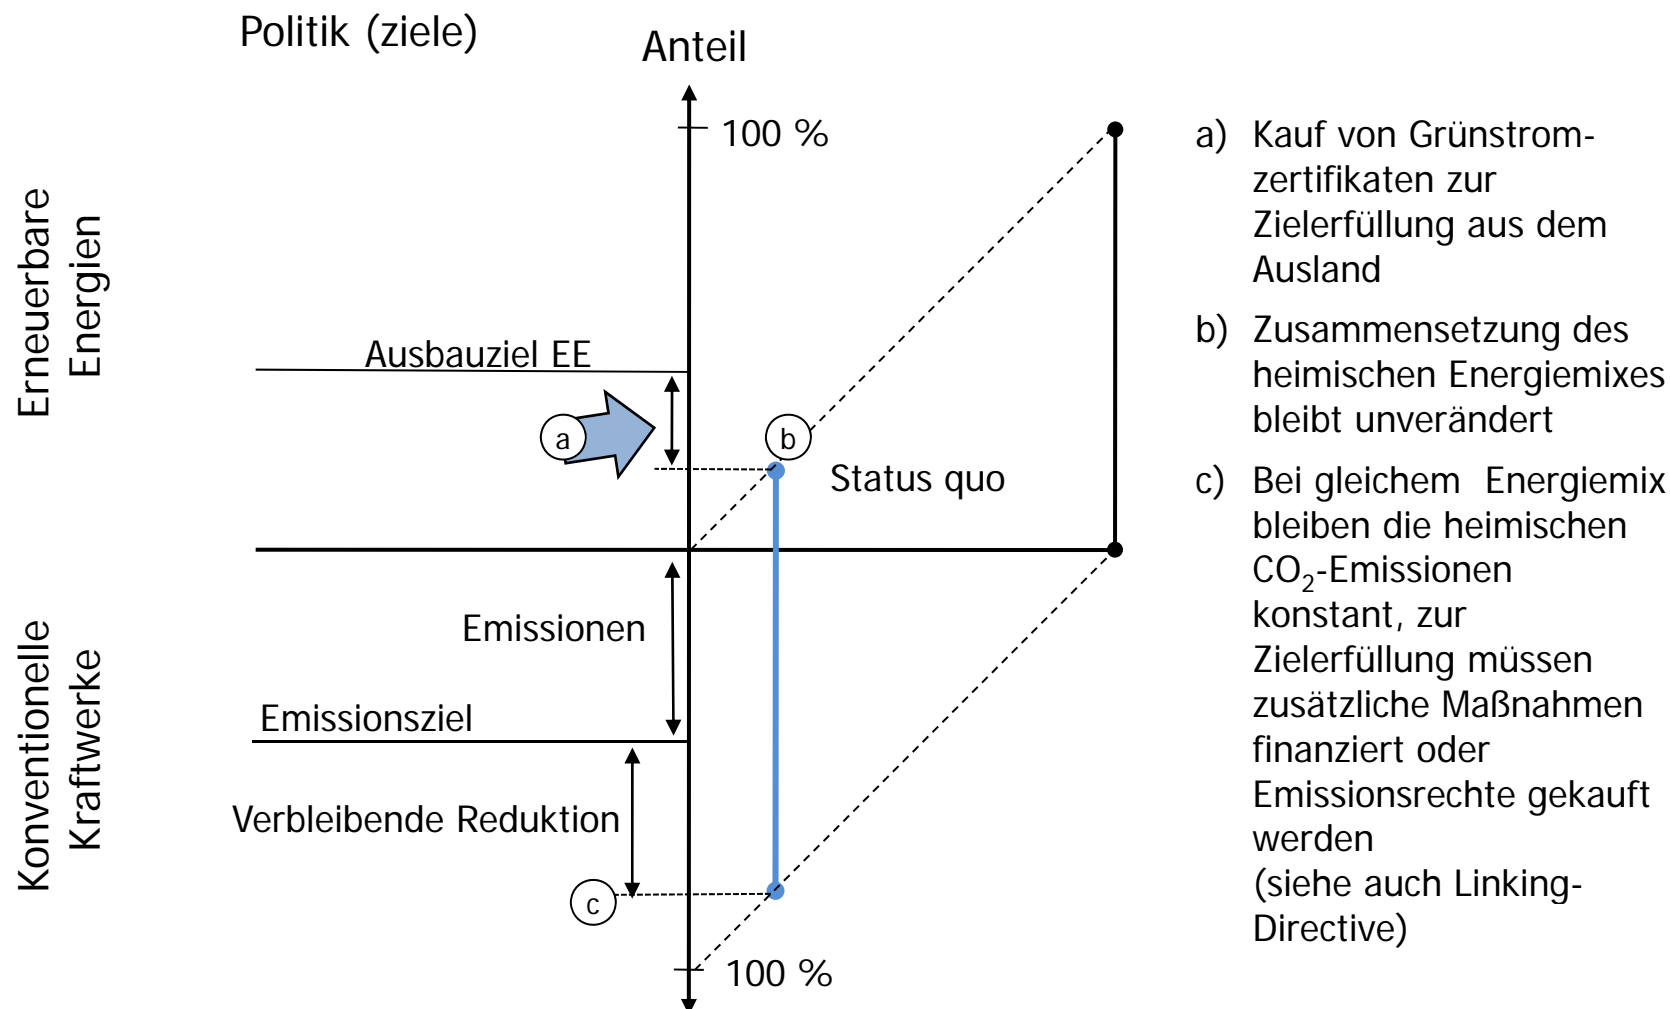 Politik (ziele)
Anteil
100 %
Erneuerbare
Energien
Ausbauziel EE
a
b
Status quo
Konventionelle
Kraftwerke
Emissionen
Emissionsziel
Verbleibende Reduktion
c
100 %
a) Kauf von Grünstrom-
zertifikaten zur
Zielerfüllung aus dem
Ausland
b) Zusammensetzung des
heimischen Energiemixes
bleibt unverändert
c) Bei gleichem Energiemix
bleiben die heimischen
CO₂-Emissionen
konstant, zur
Zielerfüllung müssen
zusätzliche Maßnahmen
finanziert oder
Emissionsrechte gekauft
werden
(siehe auch Linking-
Directive)